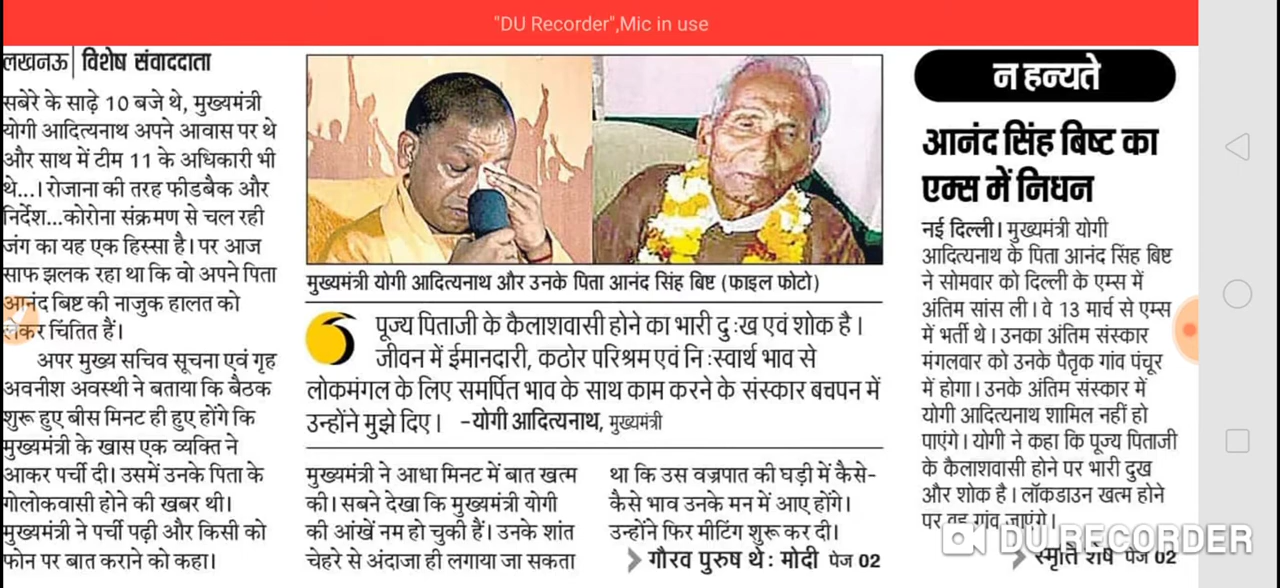 "DU Recorder",Mic in use
लखनऊ | विशेष संवाददाता
सबेरे के साढ़े 10 बजे थे, मुख्यमंत्री
योगी आदित्यनाथ अपने आवास पर थे
और साथ में टीम 11 के अधिकारी भी
थे...। रोजाना की तरह फीडबैक और
निर्देश...कोरोना संक्रमण से चल रही
जंग का यह एक हिस्सा है। पर आज
साफ झलक रहा था कि वो अपने पिता
आनंद बिष्ट की नाजुक हालत को
लेकर चिंतित हैं।
अपर मुख्य सचिव सूचना एवं गृह
अवनीश अवस्थी ने बताया कि बैठक
शुरू हुए बीस मिनट ही हुए होंगे कि
मुख्यमंत्री के खास एक व्यक्ति ने
आकर पर्ची दी। उसमें उनके पिता के
गोलोकवासी होने की खबर थी।
मुख्यमंत्री ने पर्ची पढ़ी और किसी को
फोन पर बात कराने को कहा।
मुख्यमंत्री योगी आदित्यनाथ और उनके पिता आनंद सिंह बिष्ट (फाइल फोटो)
पूज्य पिताजी के कैलाशवासी होने का भारी दु:ख एवं शोक है।
जीवन में ईमानदारी, कठोर परिश्रम एवं नि:स्वार्थ भाव से
लोकमंगल के लिए समर्पित भाव के साथ काम करने के संस्कार बचपन में
उन्होंने मुझे दिए। -योगी आदित्यनाथ, मुख्यमंत्री
मुख्यमंत्री ने आधा मिनट में बात खत्म
की। सबने देखा कि मुख्यमंत्री योगी
की आंखें नम हो चुकी हैं। उनके शांत
चेहरे से अंदाजा ही लगाया जा सकता
था कि उस वज्रपात की घड़ी में कैसे-
कैसे भाव उनके मन में आए होंगे।
उन्होंने फिर मीटिंग शुरू कर दी।
गौरव पुरुष थे: मोदी पेज 02
न हन्यते
आनंद सिंह बिष्ट का
एम्स में निधन
नई दिल्ली। मुख्यमंत्री योगी
आदित्यनाथ के पिता आनंद सिंह बिष्ट
ने सोमवार को दिल्ली के एम्स में
अंतिम सांस ली। वे 13 मार्च से एम्स
में भर्ती थे। उनका अंतिम संस्कार
मंगलवार को उनके पैतृक गांव पंचूर
में होगा। उनके अंतिम संस्कार में
योगी आदित्यनाथ शामिल नहीं हो
पाएंगे। योगी ने कहा कि पूज्य पिताजी
के कैलाशवासी होने पर भारी दुख
और शोक है। लॉकडाउन खत्म होने
पर वह गांव जाएंगे।
स्मृति शेष पेज 02
DU RECORDER